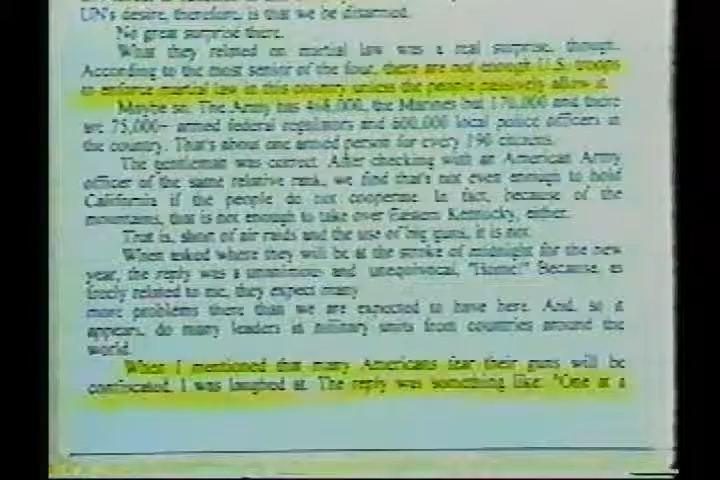 UN's desire, therefore, is that we be disarmed.
No great surprise there.
What they related on martial law was a real surprise, though.
According to the most senior of the four, there are not enough U.S. troops
to enforce martial law in this country unless the people passively allow it.
Maybe so. The Army has 468,000, the Marines but 170,000 and there
are 75,000+ armed federal regulators and 600,000 local police officers in
the country. That's about one armed person for every 190 citizens.
The gentleman was correct. After checking with an American Army
officer of the same relative rank, we find that's not even enough to hold
California if the people do not cooperate. In fact, because of the
mountains, that is not enough to take over Eastern Kentucky, either.
That is, short of air raids and the use of big guns, it is not.
When asked where they will be at the stroke of midnight for the new
year, the reply was a unanimous and unequivocal, "Home!" Because, as
freely related to me, they expect many
more problems there than we are expected to have here. And, so it
appears, do many leaders in military units from countries around the
world.
When I mentioned that many Americans fear their guns will be
confiscated, I was laughed at. The reply was something like: "One at a